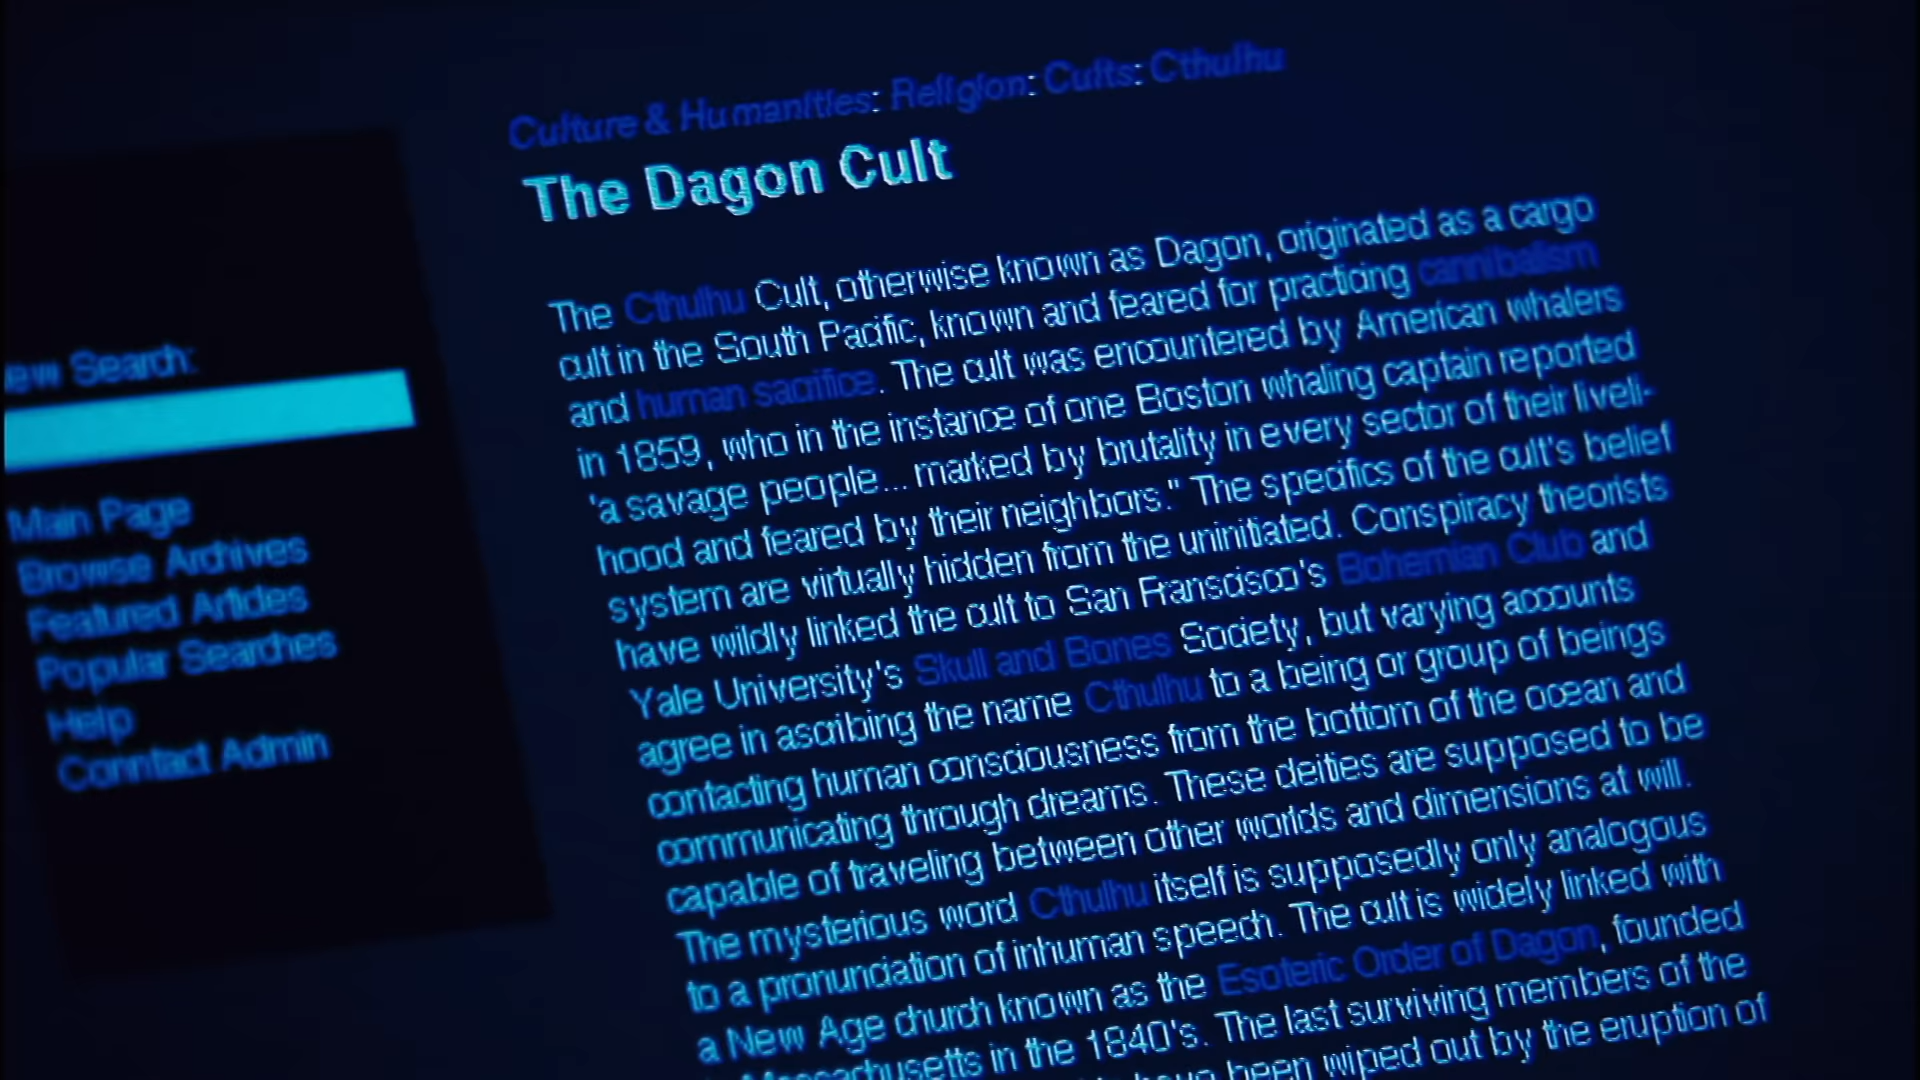 Culture & Humanities: Religion: Cults: Cthulhu
The Dagon Cult
The Cthulhu Cult, otherwise known as Dagon, originated as a cargo
cult in the South Pacific, known and feared for practicing cannibalism
and human sacrifice. The cult was encountered by American whalers
in 1859, who in the instance of one Boston whaling captain reported
'a savage people... marked by brutality in every sector of their liveli-
hood and feared by their neighbors." The specifics of the cult's belief
system are virtually hidden from the uninitiated. Conspiracy theorists
have wildly linked the cult to San Franscisco's Bohemian Club and
Yale University's Skull and Bones Society, but varying accounts
agree in ascribing the name Cthulhu to a being or group of beings
contacting human consciousness from the bottom of the ocean and
communicating through dreams. These deities are supposed to be
capable of traveling between other worlds and dimensions at will.
The mysterious word Cthulhu itself is supposedly only analogous
to a pronunciation of inhuman speech. The cult is widely linked with
a New Age church known as the Esoteric Order of Dagon, founded
Massachusetts in the 1840's. The last surviving members of the
have been wiped out by the eruption of
Search:
Main Page
Browse Archives
Featured Articles
Popular Searches
Help
Conntact Admin